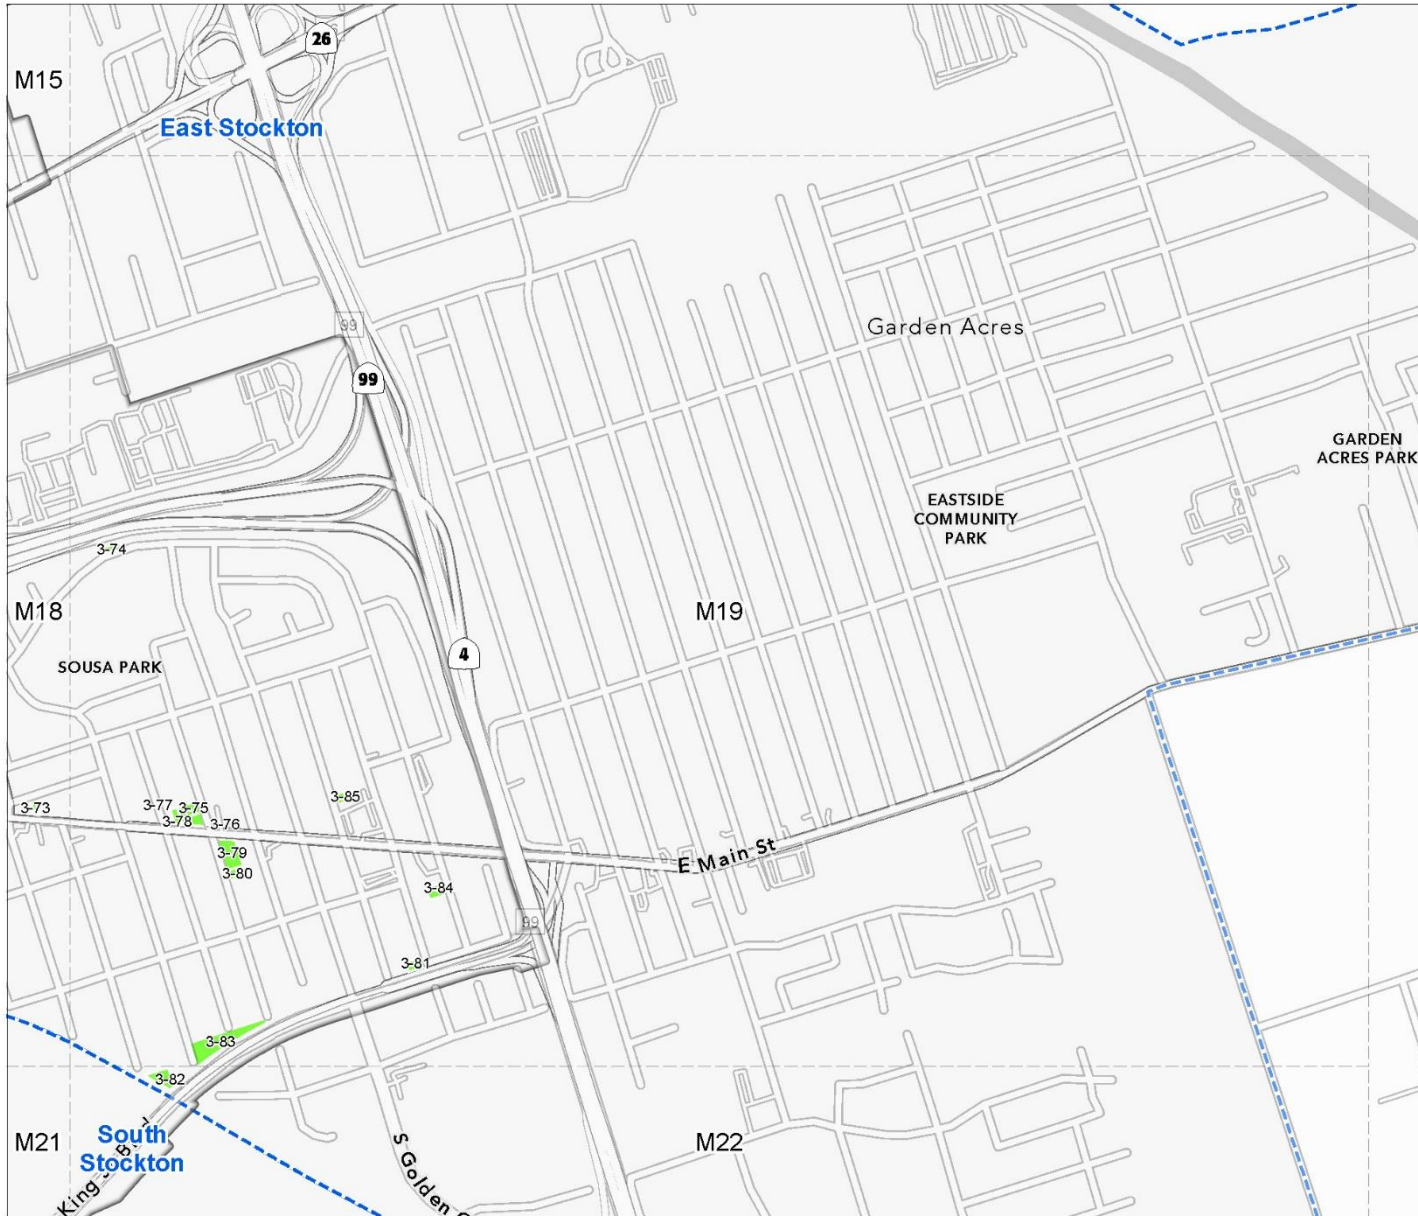 26
M15
East Stockton
99
Garden Acres
99
GARDEN
ACRES PARK
EASTSIDE
COMMUNITY
PARK
3-74
M18
M19
4
SOUSA PARK
3-85
3-73
3-77
3-75
3-78
3-76
3-79
E Main St
3-80
3-84
99
3-81
3-83
3-82
M21
South
Stockton
M22
King
S Golden